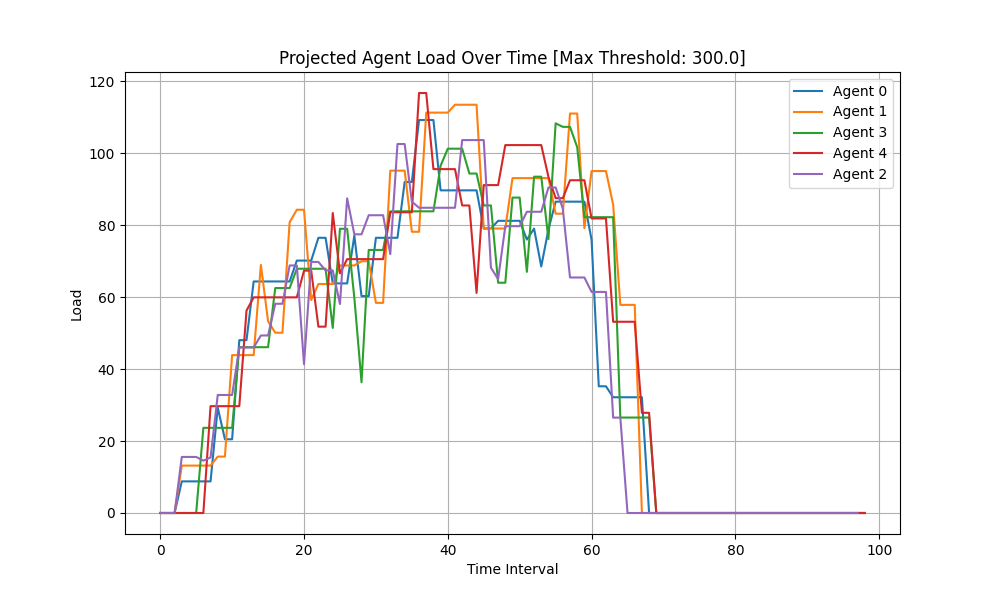 Projected Agent Load Over Time [Max Threshold: 300.0]
Agent 0
Agent 1
Agent 3
Agent 4
Agent 2
Load
120
100
80
60
40
20
0
0 20 40 60 80 100
Time Interval